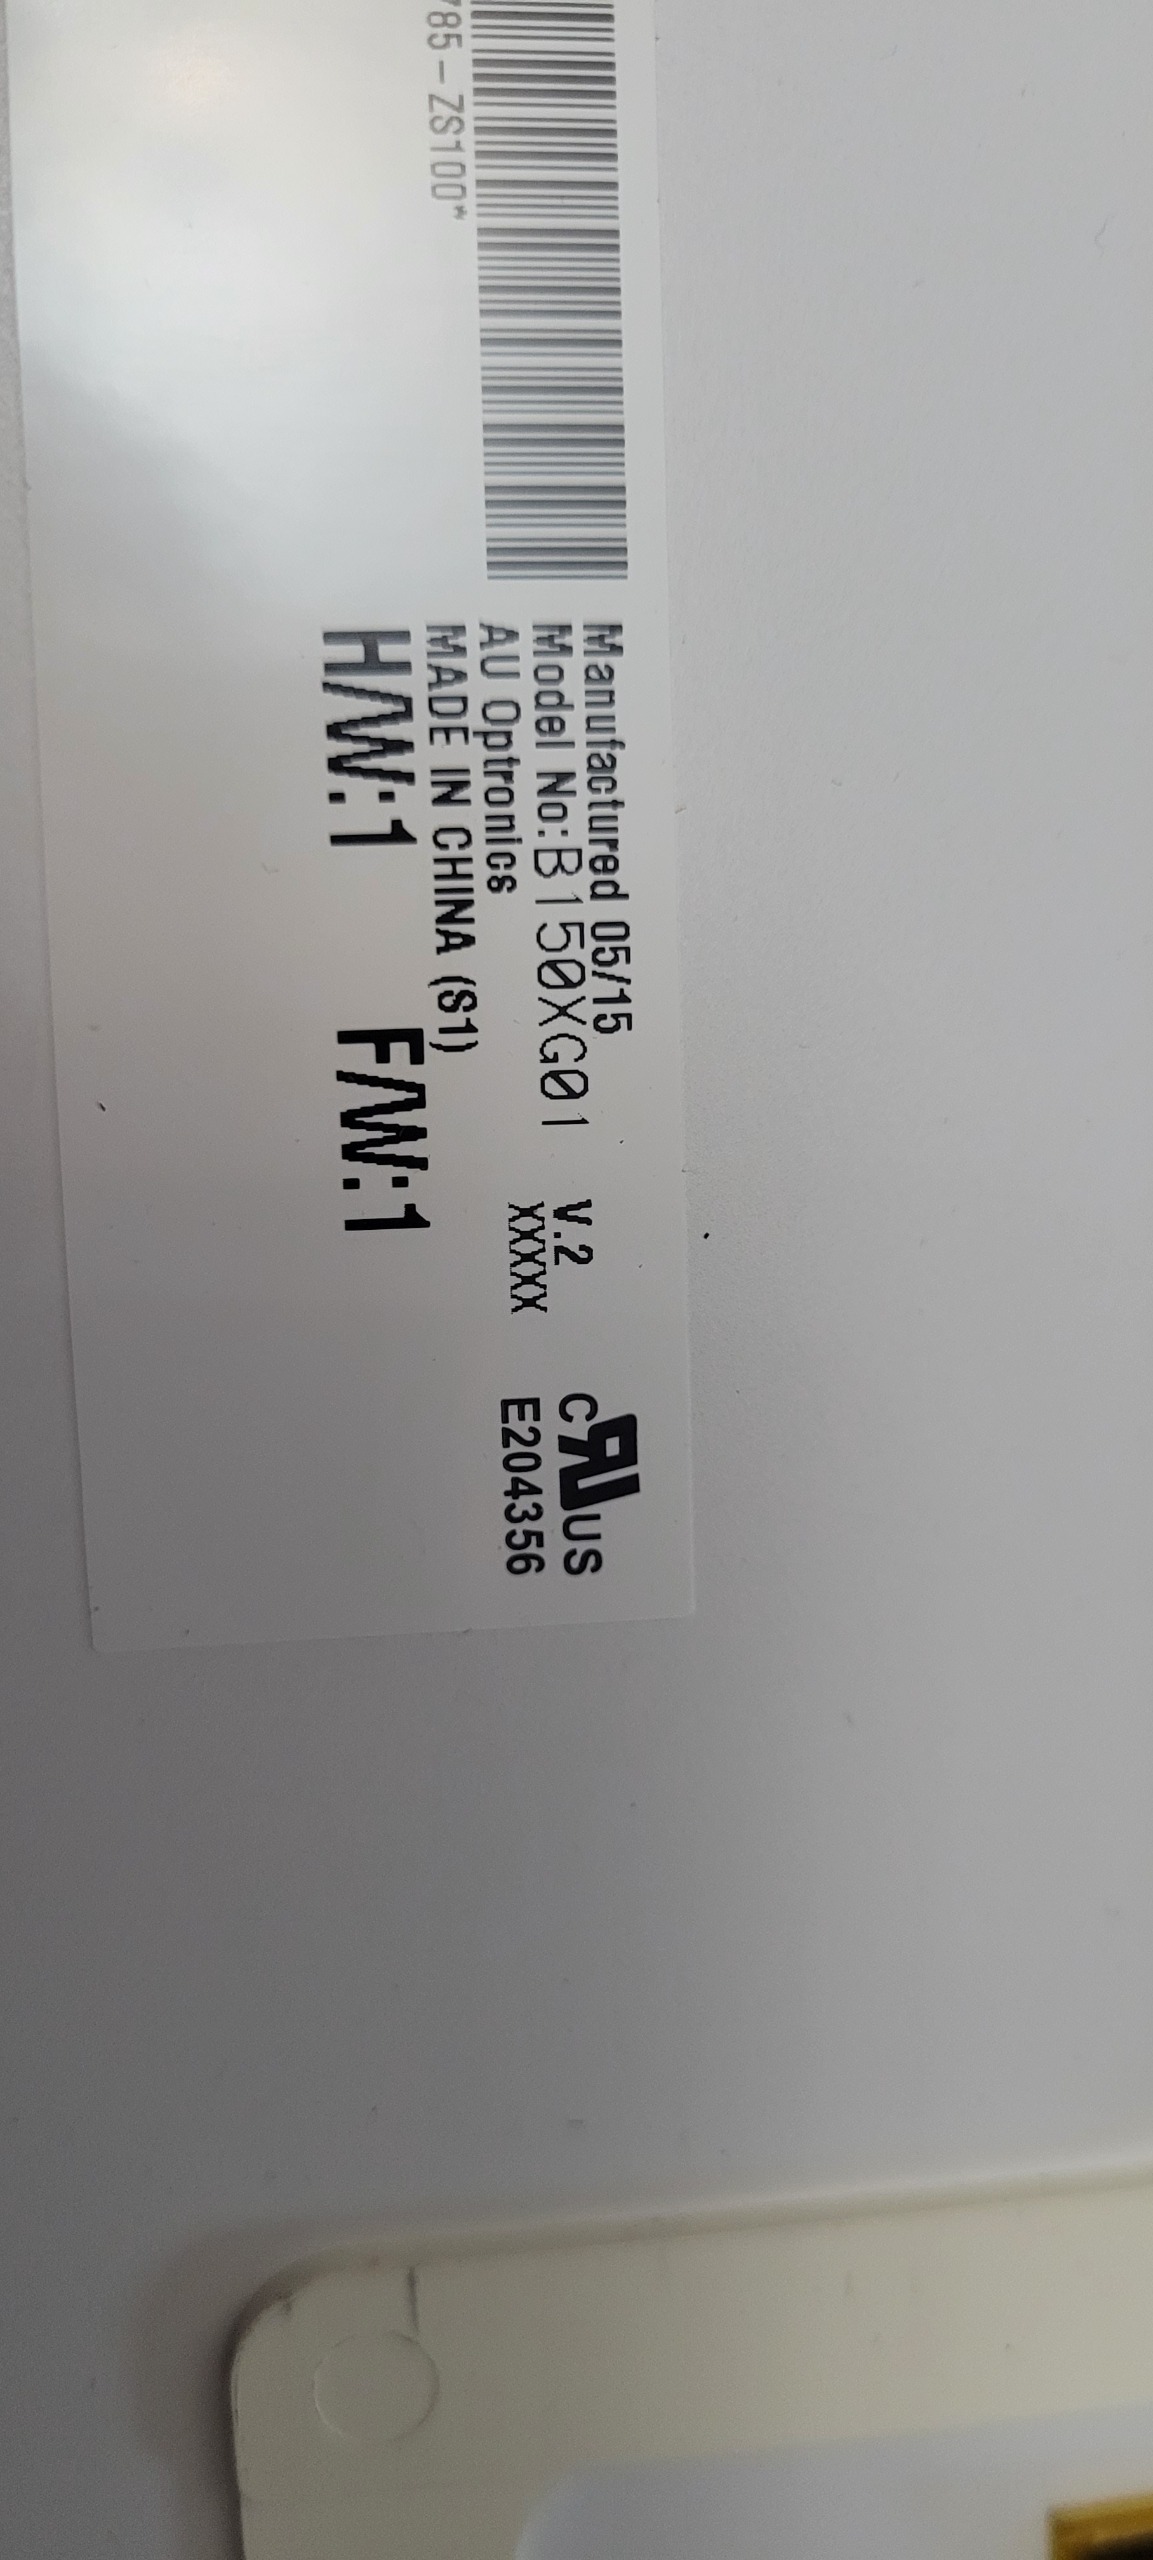 85-ZS100*
Manufactured 05/15
Model No:B150XG01 V.2
AU Optronics XXXXX
MADE IN CHINA (S1)
H/W:1 F/W:1
cRUus
E204356